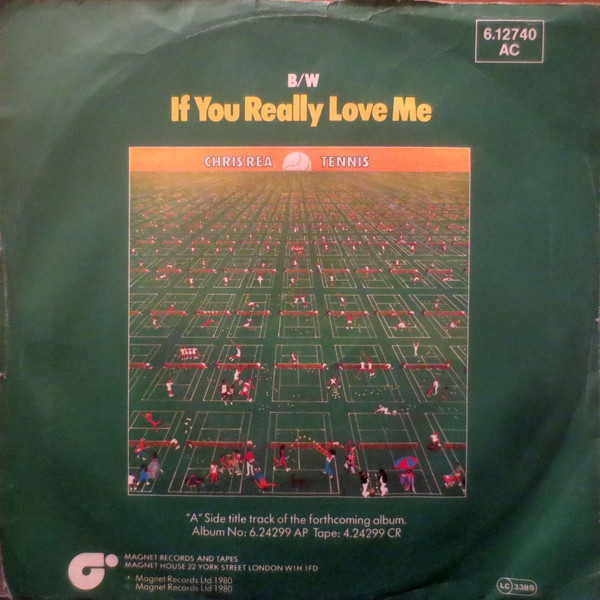 6.12740
AC
B/W
If You Really Love Me
CHRIS REA TENNIS
"A" Side title track of the forthcoming album.
Album No: 6.24299 AP Tape: 4.24299 CR
MAGNET RECORDS AND TAPES
MAGNET HOUSE 22 YORK STREET LONDON W1H 1FD
Magnet Records Ltd 1980
Magnet Records Ltd 1980
LC 3389